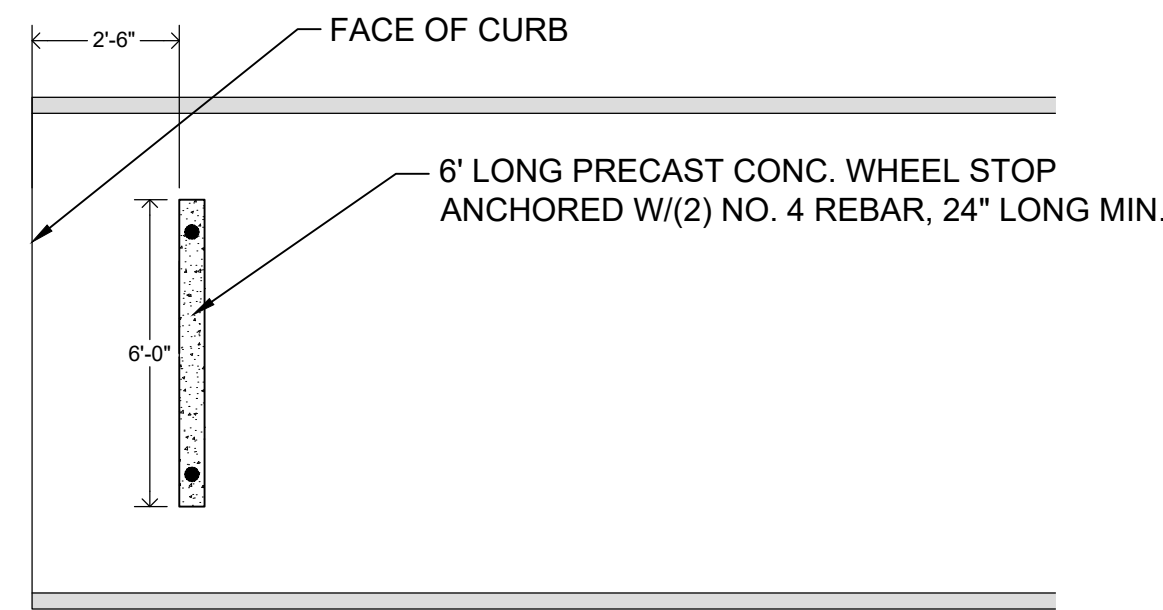 2'-6"
FACE OF CURB
6' LONG PRECAST CONC. WHEEL STOP
ANCHORED W/(2) NO. 4 REBAR, 24" LONG MIN.
6'-0"